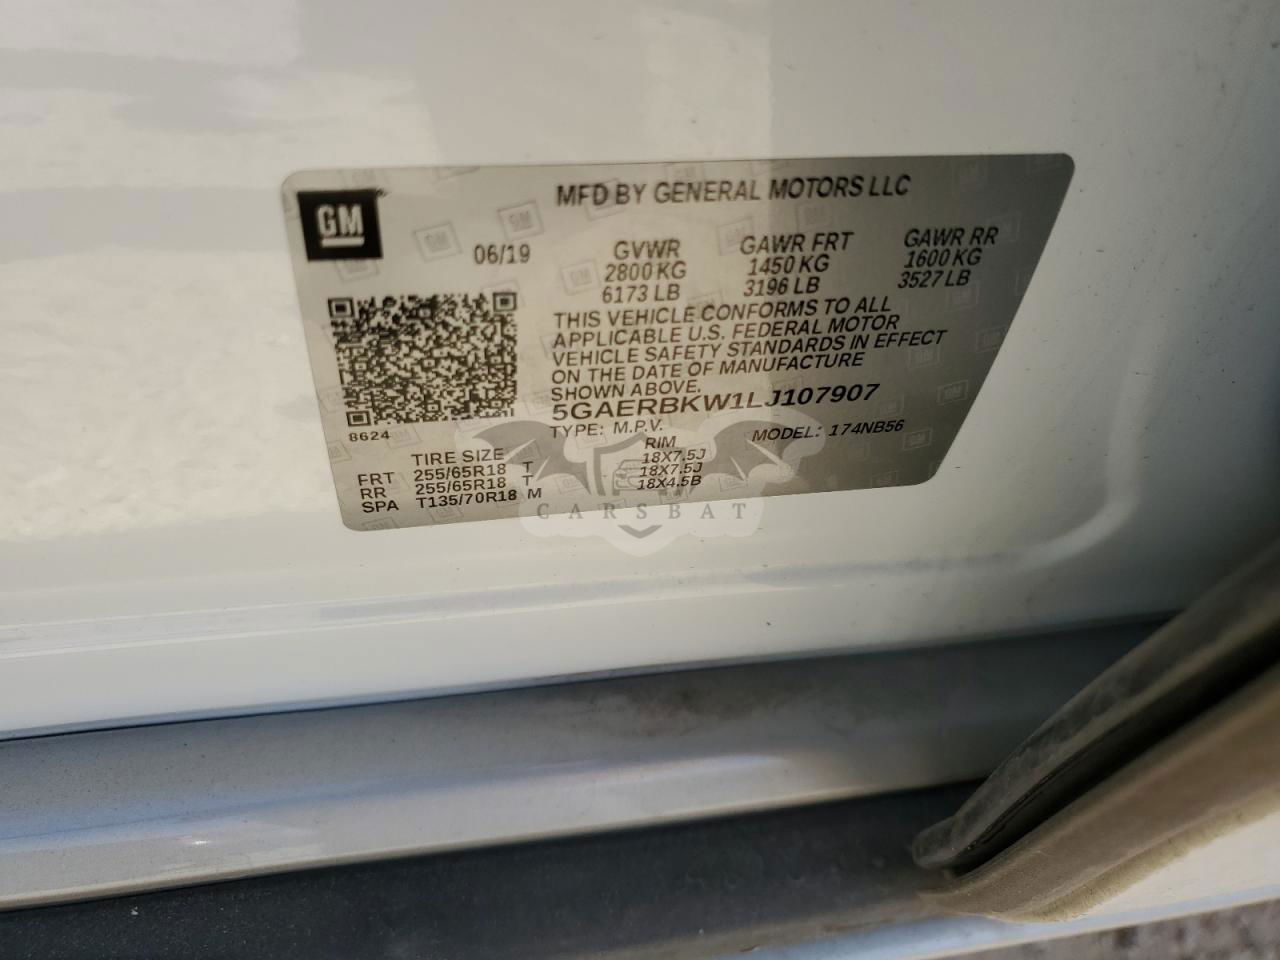 GM
MFD BY GENERAL MOTORS LLC
06/19
GVWR GAWR FRT GAWR RR
2800 KG 1450 KG 1600 KG
6173 LB 3196 LB 3527 LB
THIS VEHICLE CONFORMS TO ALL
APPLICABLE U.S. FEDERAL MOTOR
VEHICLE SAFETY STANDARDS IN EFFECT
ON THE DATE OF MANUFACTURE
SHOWN ABOVE.
5GAERBKW1LJ107907
TYPE: M.P.V. MODEL: 174NB56
8624
TIRE SIZE RIM
FRT 255/65R18 T 18X7.5J
RR 255/65R18 T 18X7.5J
SPA T135/70R18 M 18X4.5B
CARSBAT